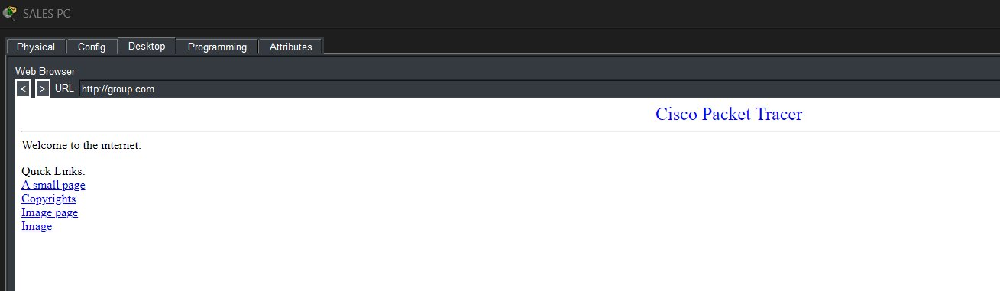 SALES PC
Physical Config Desktop Programming Attributes
Web Browser
< > URL http://group.com
Cisco Packet Tracer
Welcome to the internet.
Quick Links:
A small page
Copyrights
Image page
Image